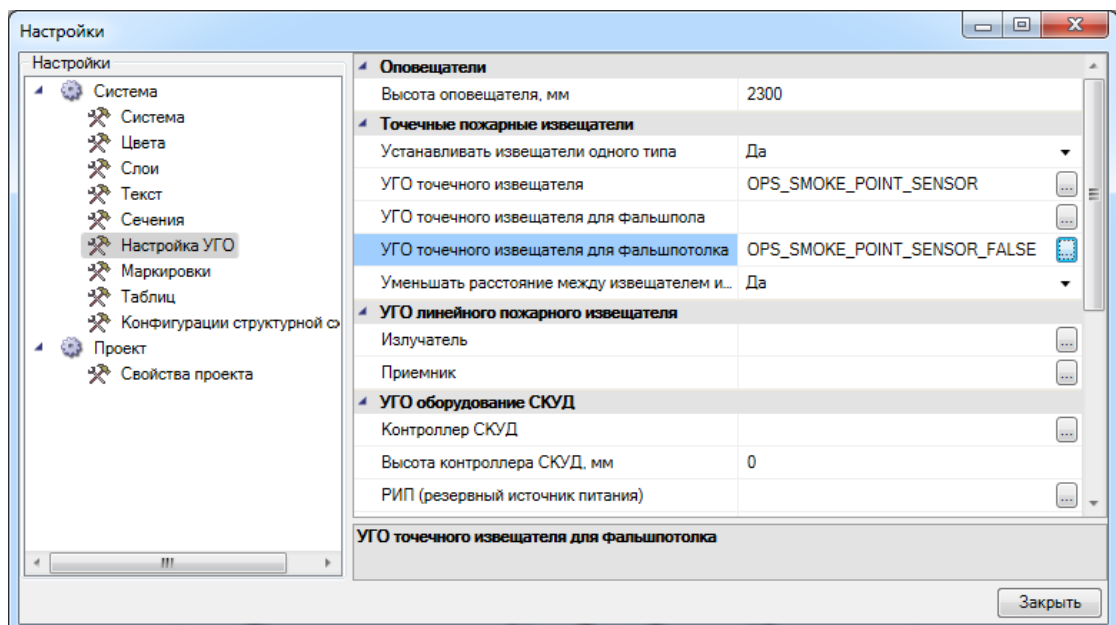 Настройки
Настройки
Система
Система
Цвета
Слои
Текст
Сечения
Настройка УГО
Маркировки
Таблиц
Конфигурации структурной сх
Проект
Свойства проекта
Оповещатели
Высота оповещателя, мм 2300
Точечные пожарные извещатели
Устанавливать извещатели одного типа Да
УГО точечного извещателя OPS_SMOKE_POINT_SENSOR ...
УГО точечного извещателя для фальшпола ...
УГО точечного извещателя для фальшпотолка OPS_SMOKE_POINT_SENSOR_FALSE ...
Уменьшать расстояние между извещателем и... Да
УГО линейного пожарного извещателя
Излучатель ...
Приемник ...
УГО оборудование СКУД
Контроллер СКУД ...
Высота контроллера СКУД, мм 0
РИП (резервный источник питания) ...
УГО точечного извещателя для фальшпотолка
Закрыть